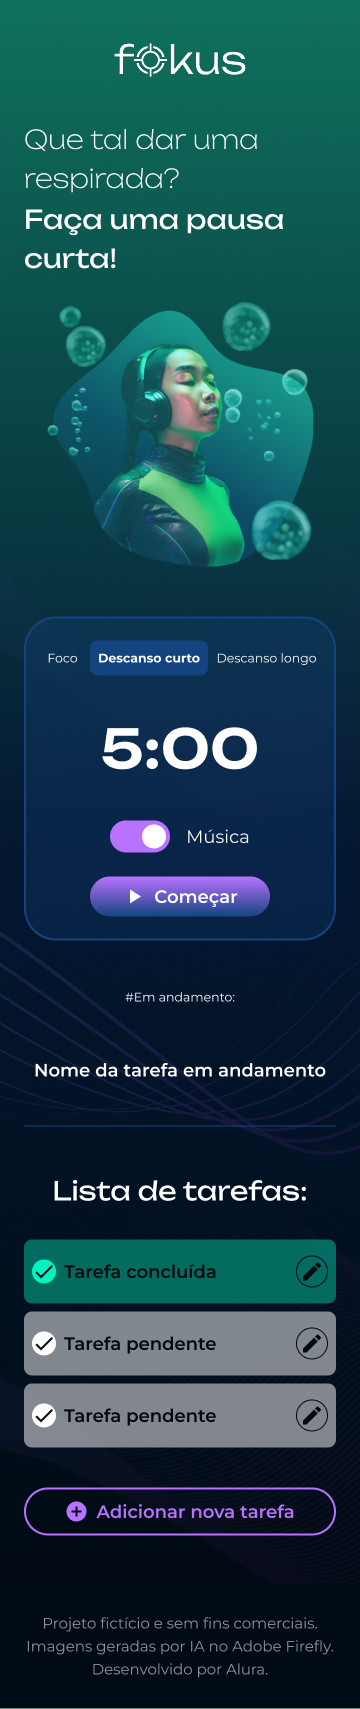 fokus
Que tal dar uma
respirada?
Faça uma pausa
curta!
Foco Descanso curto Descanso longo
5:00
Música
Começar
#Em andamento:
Nome da tarefa em andamento
Lista de tarefas:
Tarefa concluída
Tarefa pendente
Tarefa pendente
Adicionar nova tarefa
Projeto fictício e sem fins comerciais.
Imagens geradas por IA no Adobe Firefly.
Desenvolvido por Alura.